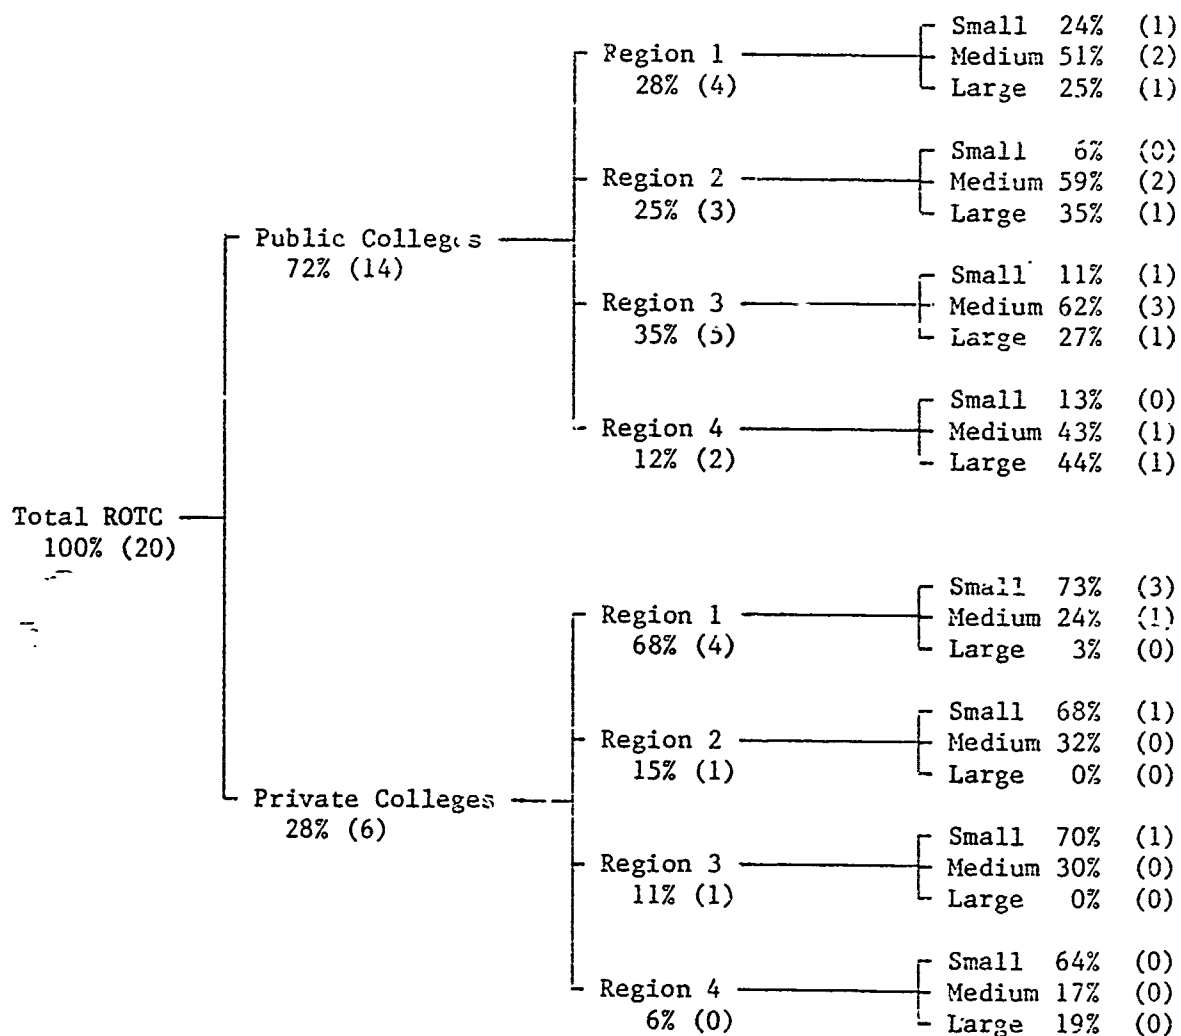 Small 24% (1)
Region 1 Medium 51% (2)
28% (4) Large 25% (1)
Small 6% (0)
Region 2 Medium 59% (2)
25% (3) Large 35% (1)
Public Colleges
72% (14)
Small 11% (1)
Region 3 Medium 62% (3)
35% (5) Large 27% (1)
Small 13% (0)
Region 4 Medium 43% (1)
12% (2) Large 44% (1)
Total ROTC
100% (20)
Small 73% (3)
Region 1 Medium 24% (1)
68% (4) Large 3% (0)
Small 68% (1)
Region 2 Medium 32% (0)
15% (1) Large 0% (0)
Private Colleges
28% (6)
Small 70% (1)
Region 3 Medium 30% (0)
11% (1) Large 0% (0)
Small 64% (0)
Region 4 Medium 17% (0)
6% (0) Large 19% (0)